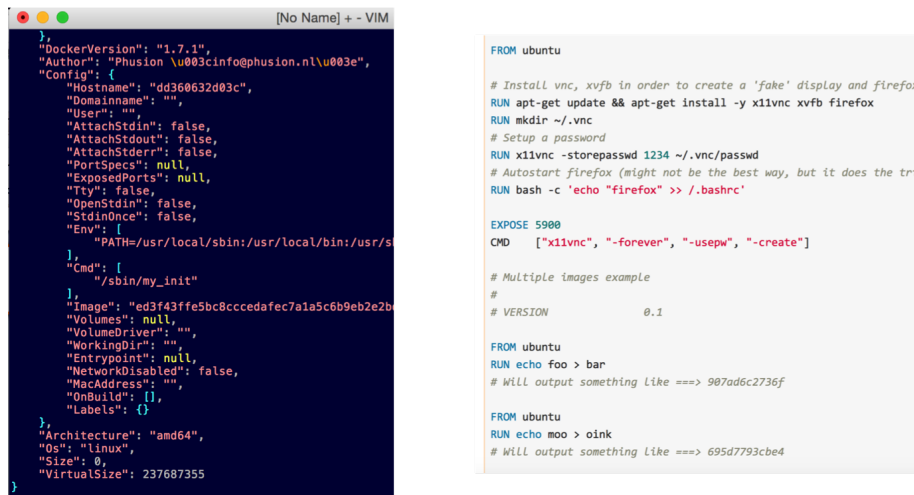 [No Name] + - VIM
},
"DockerVersion": "1.7.1",
"Author": "Phusion \u003cinfo@phusion.nl\u003e",
"Config": {
"Hostname": "dd360632d03c",
"Domainname": "",
"User": "",
"AttachStdin": false,
"AttachStdout": false,
"AttachStderr": false,
"PortSpecs": null,
"ExposedPorts": null,
"Tty": false,
"OpenStdin": false,
"StdinOnce": false,
"Env": [
"PATH=/usr/local/sbin:/usr/local/bin:/usr/s
],
"Cmd": [
"/sbin/my_init"
],
"Image": "ed3f43ffe5bc8cccedafec7a1a5c6b9eb2e2b
"Volumes": null,
"VolumeDriver": "",
"WorkingDir": "",
"Entrypoint": null,
"NetworkDisabled": false,
"MacAddress": "",
"OnBuild": [],
"Labels": {}
},
"Architecture": "amd64",
"Os": "linux",
"Size": 0,
"VirtualSize": 237687355
}
FROM ubuntu
# Install vnc, xvfb in order to create a 'fake' display and firefox
RUN apt-get update && apt-get install -y x11vnc xvfb firefox
RUN mkdir ~/.vnc
# Setup a password
RUN x11vnc -storepasswd 1234 ~/.vnc/passwd
# Autostart firefox (might not be the best way, but it does the tr
RUN bash -c 'echo "firefox" >> /.bashrc'
EXPOSE 5900
CMD ["x11vnc", "-forever", "-usepw", "-create"]
# Multiple images example
#
# VERSION 0.1
FROM ubuntu
RUN echo foo > bar
# Will output something like ===> 907ad6c2736f
FROM ubuntu
RUN echo moo > oink
# Will output something like ===> 695d7793cbe4